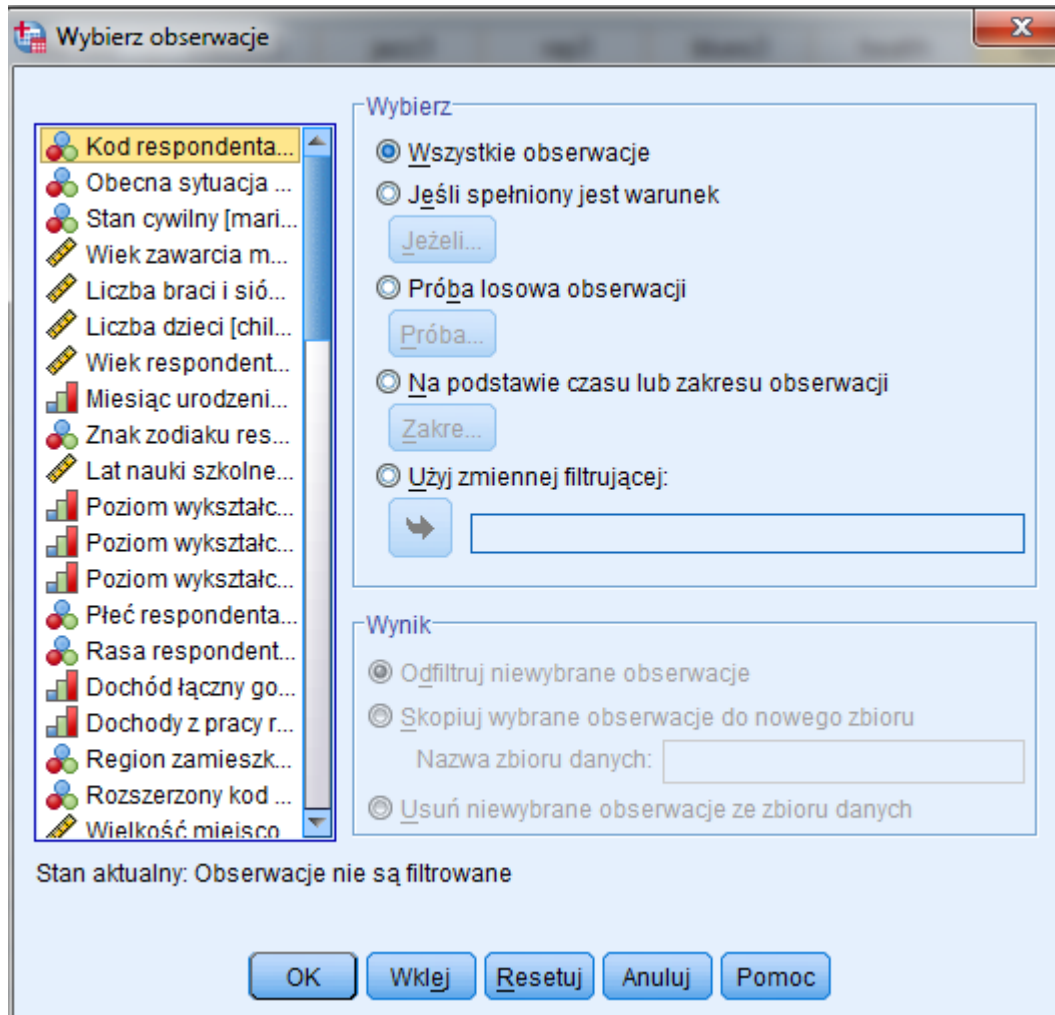 Wybierz obserwacje
Kod respondenta...
Obecna sytuacja ...
Stan cywilny [mari...
Wiek zawarcia m...
Liczba braci i sió...
Liczba dzieci [chil...
Wiek respondent...
Miesiąc urodzeni...
Znak zodiaku res...
Lat nauki szkolne...
Poziom wykształc...
Poziom wykształc...
Poziom wykształc...
Płeć respondenta...
Rasa respondent...
Dochód łączny go...
Dochody z pracy r...
Region zamieszk...
Rozszerzony kod ...
Wielkość miejsco
Wybierz
Wszystkie obserwacje
Jeśli spełniony jest warunek
Jeżeli...
Próba losowa obserwacji
Próba...
Na podstawie czasu lub zakresu obserwacji
Zakre...
Użyj zmiennej filtrującej:
Wynik
Odfiltruj niewybrane obserwacje
Skopiuj wybrane obserwacje do nowego zbioru
Nazwa zbioru danych:
Usuń niewybrane obserwacje ze zbioru danych
Stan aktualny: Obserwacje nie są filtrowane
OK Wklej Resetuj Anuluj Pomoc